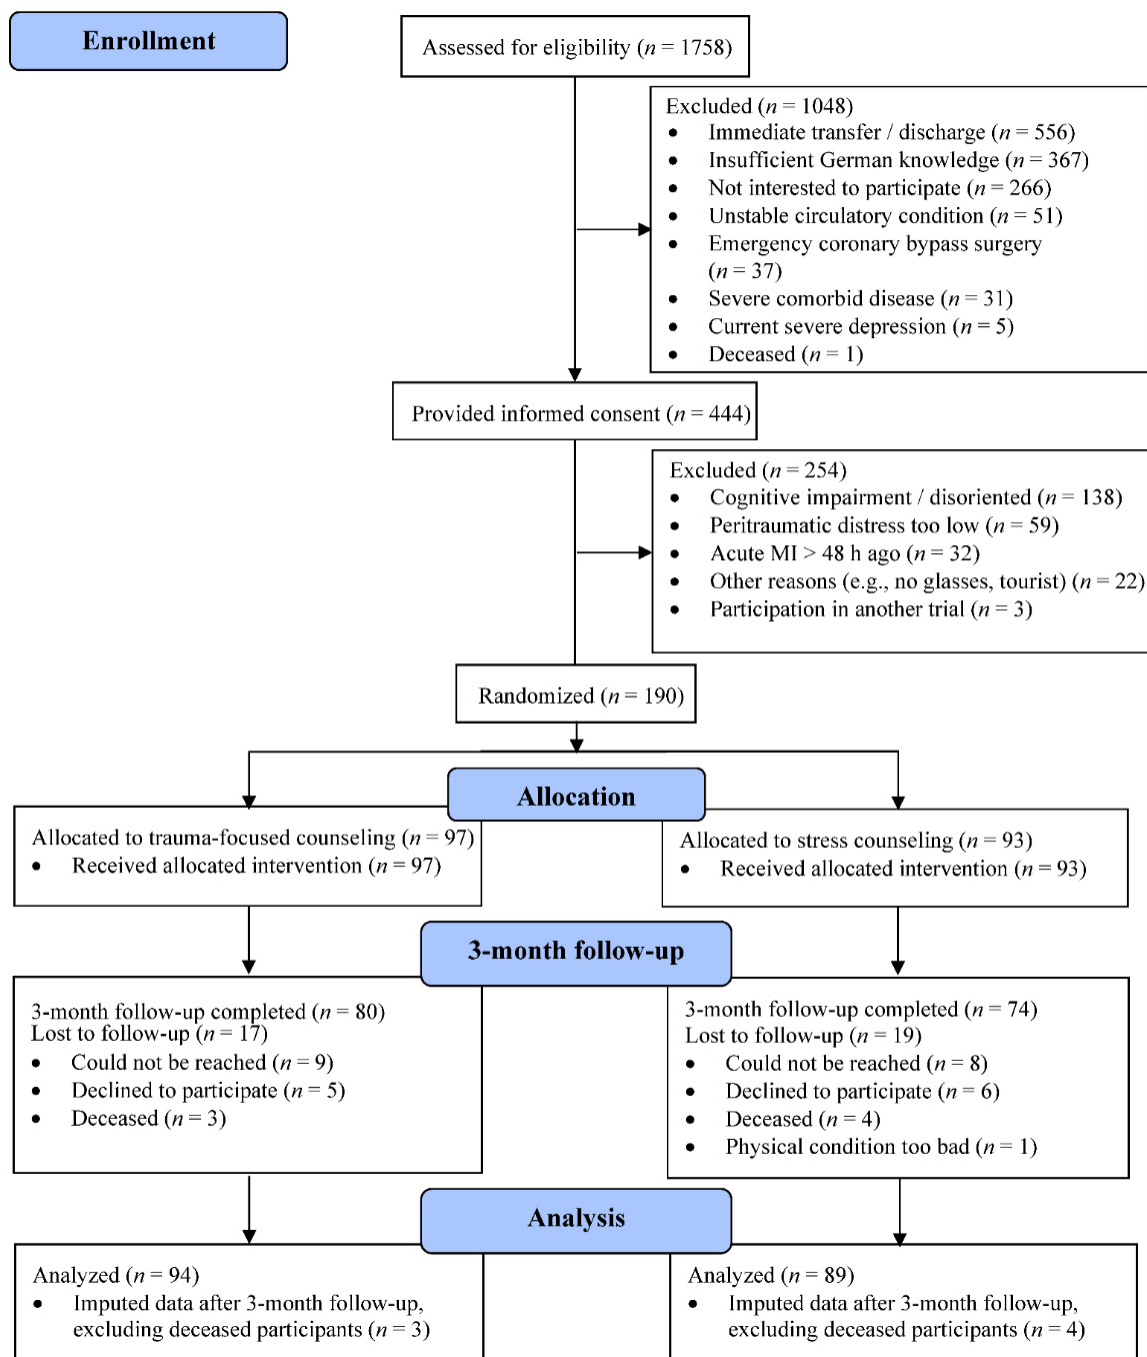 Enrollment
Assessed for eligibility (n = 1758)
Excluded (n = 1048)
• Immediate transfer / discharge (n = 556)
• Insufficient German knowledge (n = 367)
• Not interested to participate (n = 266)
• Unstable circulatory condition (n = 51)
• Emergency coronary bypass surgery
(n = 37)
• Severe comorbid disease (n = 31)
• Current severe depression (n = 5)
• Deceased (n = 1)
Provided informed consent (n = 444)
Excluded (n = 254)
• Cognitive impairment / disoriented (n = 138)
• Peritraumatic distress too low (n = 59)
• Acute MI > 48 h ago (n = 32)
• Other reasons (e.g., no glasses, tourist) (n = 22)
• Participation in another trial (n = 3)
Randomized (n = 190)
Allocation
Allocated to trauma-focused counseling (n = 97)
• Received allocated intervention (n = 97)
Allocated to stress counseling (n = 93)
• Received allocated intervention (n = 93)
3-month follow-up
3-month follow-up completed (n = 80)
Lost to follow-up (n = 17)
• Could not be reached (n = 9)
• Declined to participate (n = 5)
• Deceased (n = 3)
3-month follow-up completed (n = 74)
Lost to follow-up (n = 19)
• Could not be reached (n = 8)
• Declined to participate (n = 6)
• Deceased (n = 4)
• Physical condition too bad (n = 1)
Analysis
Analyzed (n = 94)
• Imputed data after 3-month follow-up,
excluding deceased participants (n = 3)
Analyzed (n = 89)
• Imputed data after 3-month follow-up,
excluding deceased participants (n = 4)